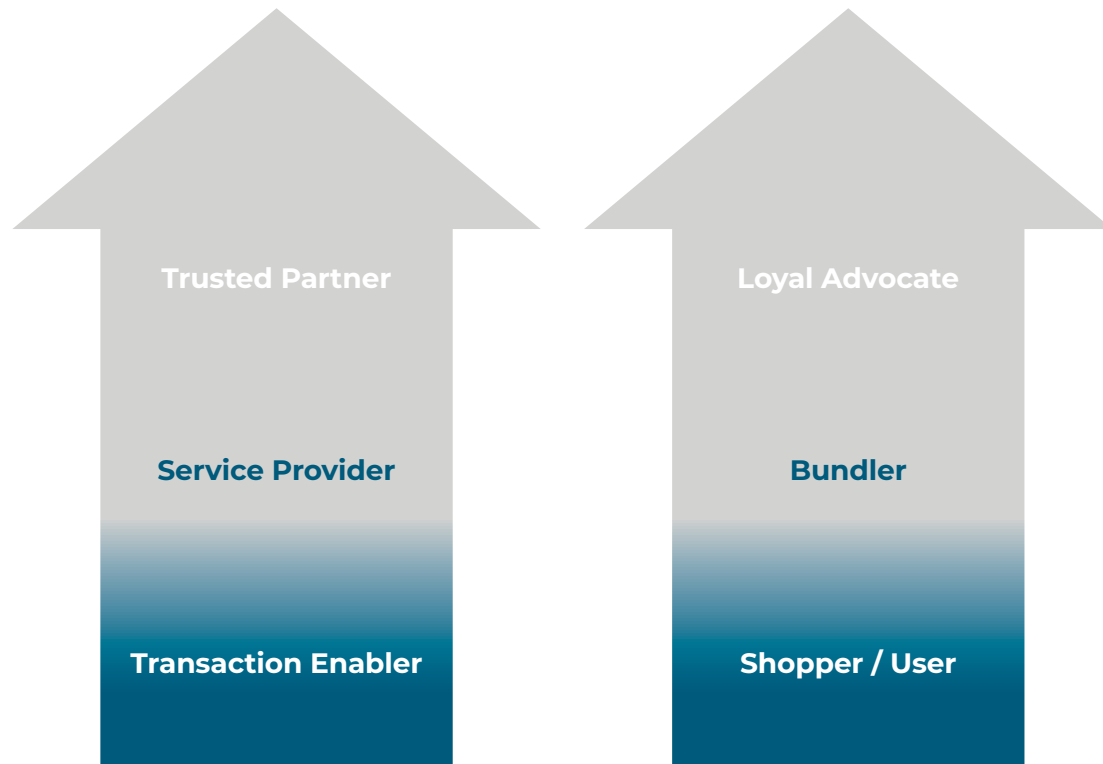 Trusted Partner
Service Provider
Transaction Enabler
Loyal Advocate
Bundler
Shopper / User